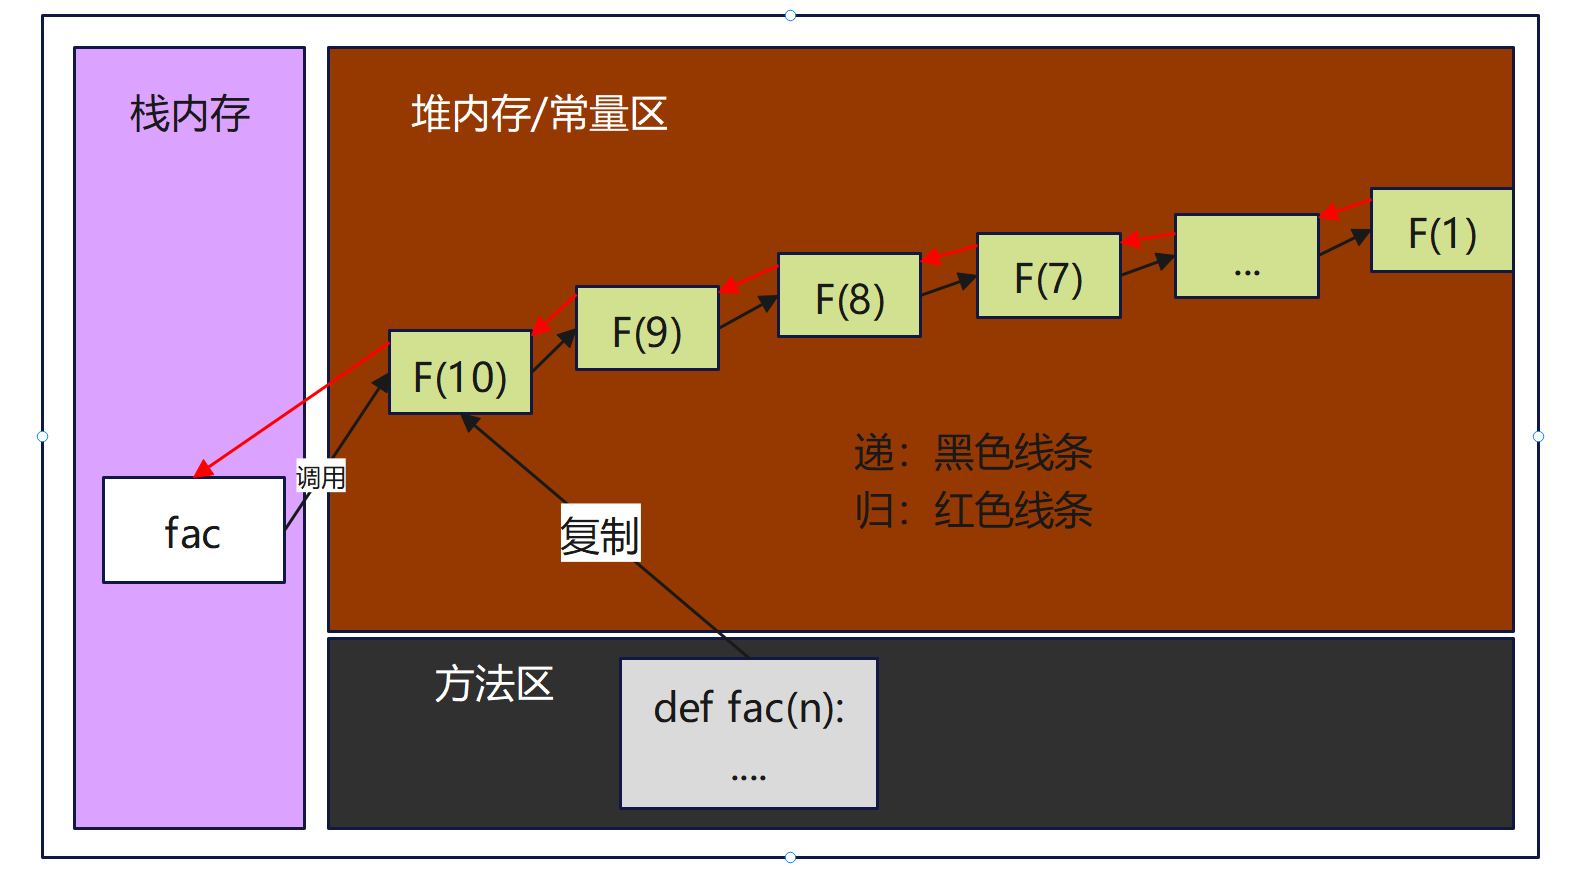 栈内存
堆内存/常量区
F(1)
...
F(7)
F(8)
F(9)
F(10)
递：黑色线条
归：红色线条
调用
fac
复制
方法区
def fac(n):
....